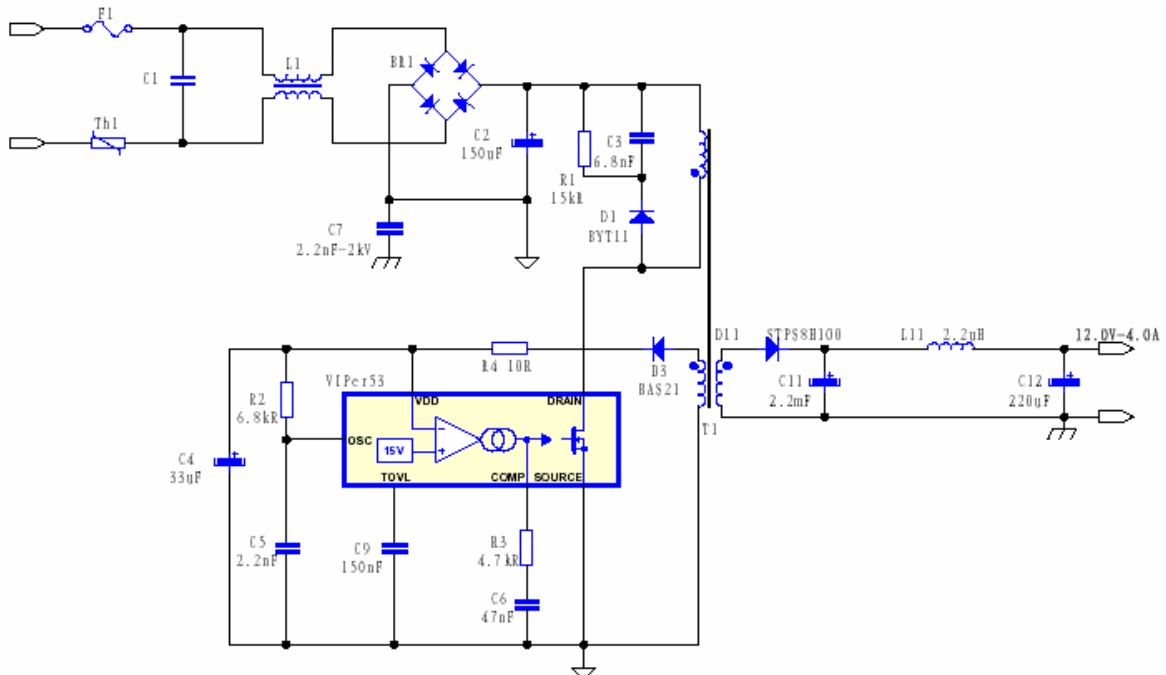 F1
C1
L1
Th1
BR1
C2
150uF
C3
6.8nF
R1
15kR
D1
BYT11
C7
2.2nF-2kV
D11
STPS8H100
L11 2.2uH
12.0V-4.0A
R4 10R
D3
BAS21
C11
2.2mF
C12
220uF
T1
VIPer53
R2
6.8kR
VDD
DRAIN
OSC
15V
TOVL
COMP
SOURCE
C4
33uF
C5
2.2nF
C9
150nF
R3
4.7kR
C6
47nF